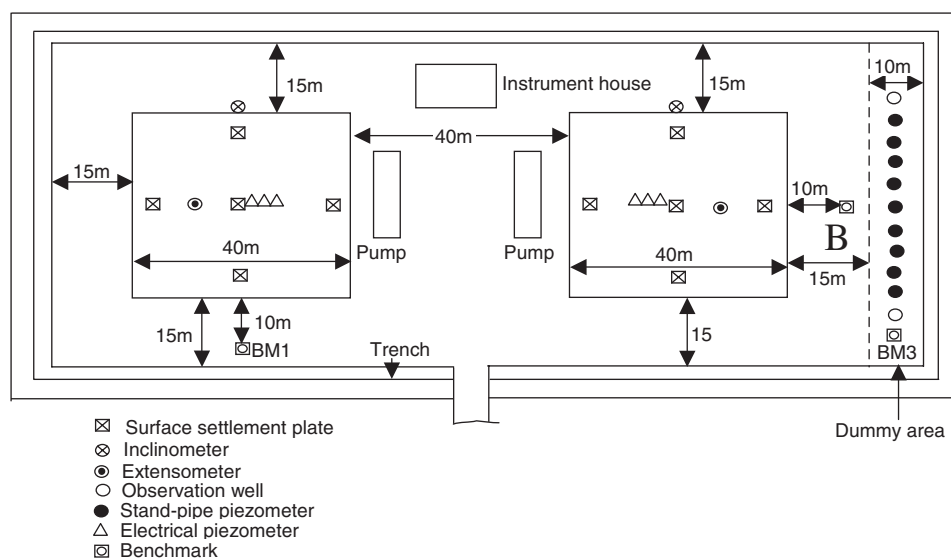 10m
15m
Instrument house
15m
40m
15m
10m
B
Pump
Pump
40m
40m
15m
15m
10m
15
BM1
Trench
BM3
Dummy area
Surface settlement plate
Inclinometer
Extensometer
Observation well
Stand-pipe piezometer
Electrical piezometer
Benchmark